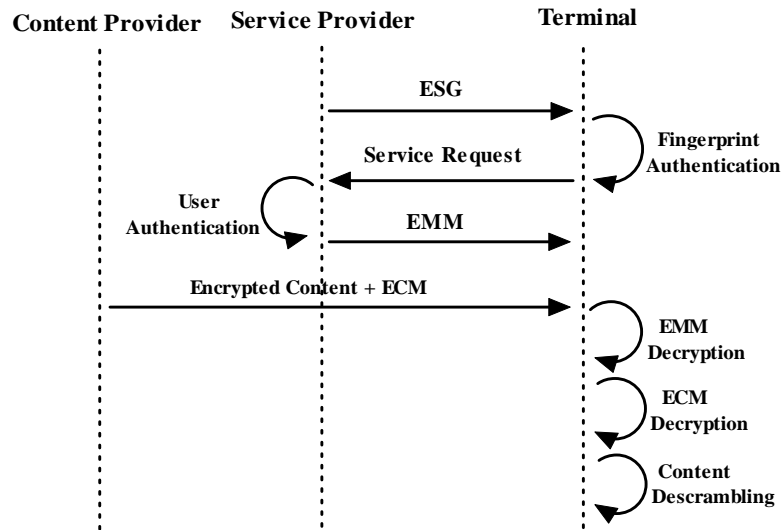 Content Provider
Service Provider
Terminal
ESG
Fingerprint
Authentication
Service Request
User
Authentication
EMM
Encrypted Content + ECM
EMM
Decryption
ECM
Decryption
Content
Descrambling